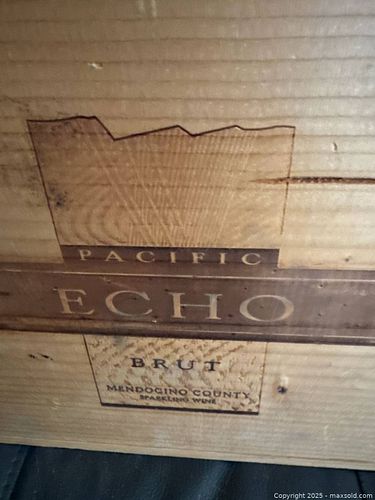 PACIFIC
ECHO
BRUT
MENDOCINO COUNTY
SPARKLING WINE
© Copyright 2025 - maxsold.com